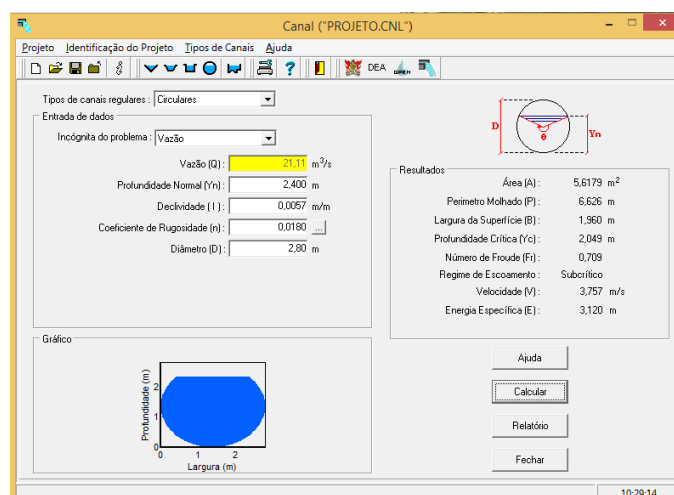 Canal ("PROJETO.CNL")
Projeto Identificação do Projeto Tipos de Canais Ajuda
? DEA
Tipos de canais regulares : Circulares
Entrada de dados
Incógnita do problema : Vazão
Vazão (Q) : 21,11 m³/s
Profundidade Normal (Yn) : 2,400 m
Declividade ( I ) : 0,0057 m/m
Coeficiente de Rugosidade (n) : 0,0180 ...
Diâmetro (D) : 2,80 m
D θ Yn
Resultados
Área (A) : 5,6179 m²
Perimetro Molhado (P) : 6,626 m
Largura da Superfície (B) : 1,960 m
Profundidade Crítica (Yc) : 2,049 m
Número de Froude (Fr) : 0,709
Regime de Escoamento : Subcrítico
Velocidade (V) : 3,757 m/s
Energia Específica (E) : 3,120 m
Gráfico
Profundidade (m)
2
1
0
0 1 2
Largura (m)
Ajuda
Calcular
Relatório
Fechar
10:29:14